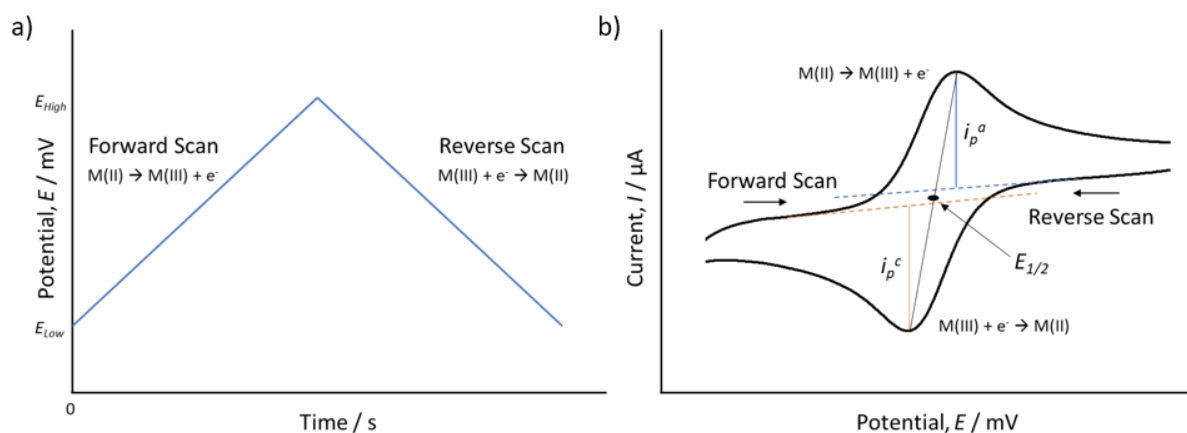 a)
Potential, E / mV
E_High
Forward Scan
M(II) → M(III) + e⁻
Reverse Scan
M(III) + e⁻ → M(II)
E_Low
0
Time / s
b)
Current, I / µA
M(II) → M(III) + e⁻
i_p^a
Forward Scan
Reverse Scan
E_1/2
i_p^c
M(III) + e⁻ → M(II)
Potential, E / mV